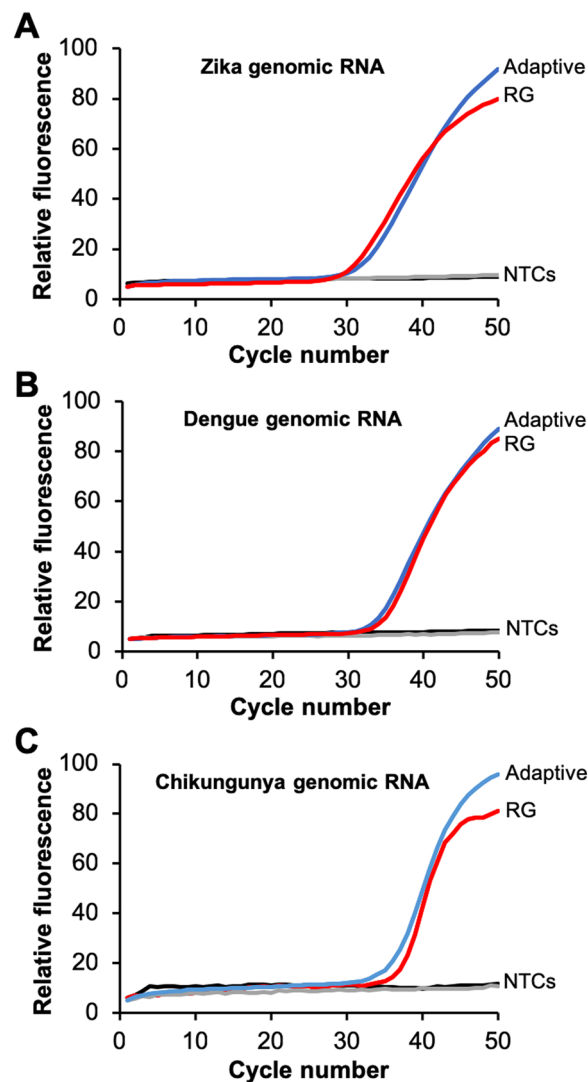 A
Zika genomic RNA
Relative fluorescence
100
80
60
40
20
0
0
10
20
30
40
50
Cycle number
Adaptive
RG
NTCs
B
Dengue genomic RNA
Relative fluorescence
100
80
60
40
20
0
0
10
20
30
40
50
Cycle number
Adaptive
RG
NTCs
C
Chikungunya genomic RNA
Relative fluorescence
100
80
60
40
20
0
0
10
20
30
40
50
Cycle number
Adaptive
RG
NTCs